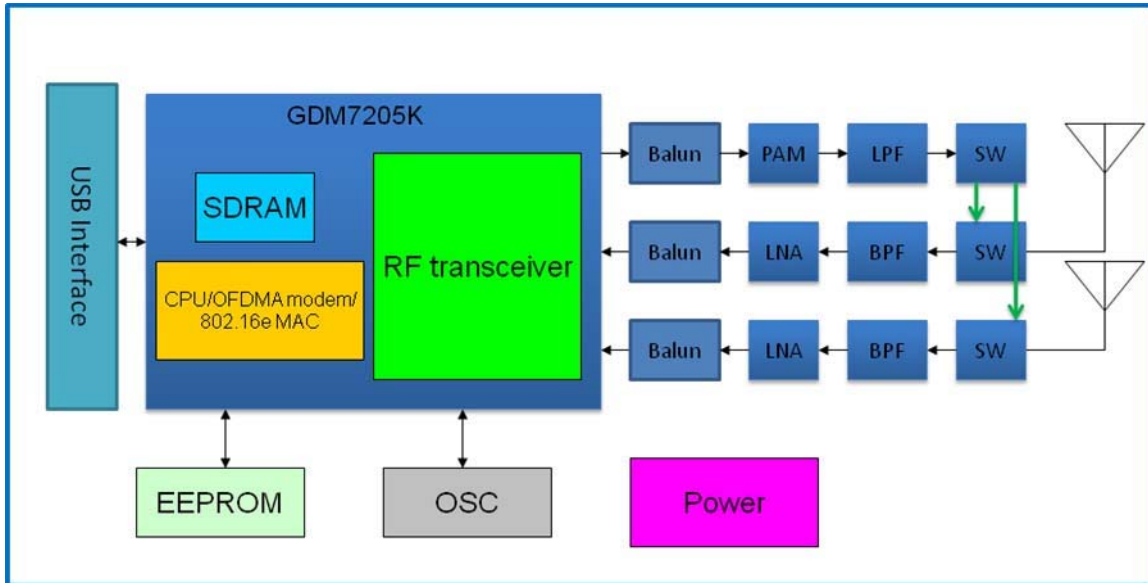 GDM7205K
USB Interface
SDRAM
CPU/OFDMA modem/
802.16e MAC
RF transceiver
Balun PAM LPF SW
Balun LNA BPF SW
Balun LNA BPF SW
EEPROM
OSC
Power